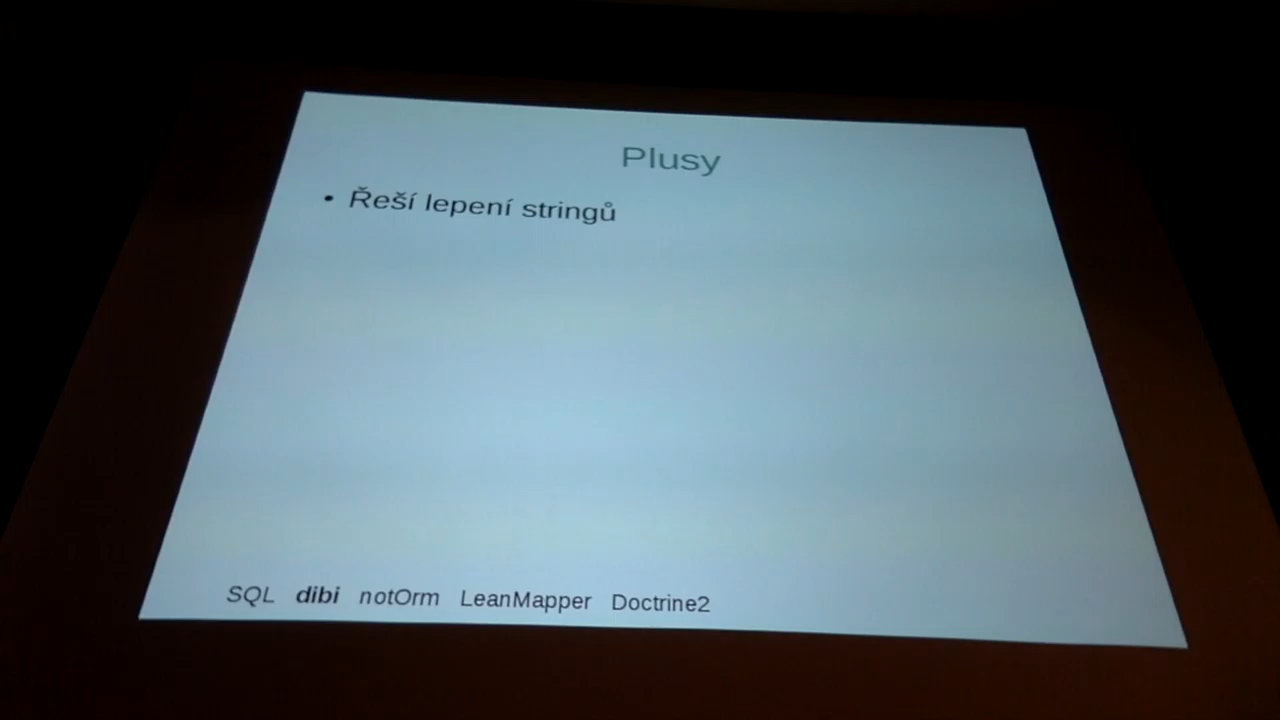 Plusy
• Řeší lepení stringů
SQL dibi notOrm LeanMapper Doctrine2